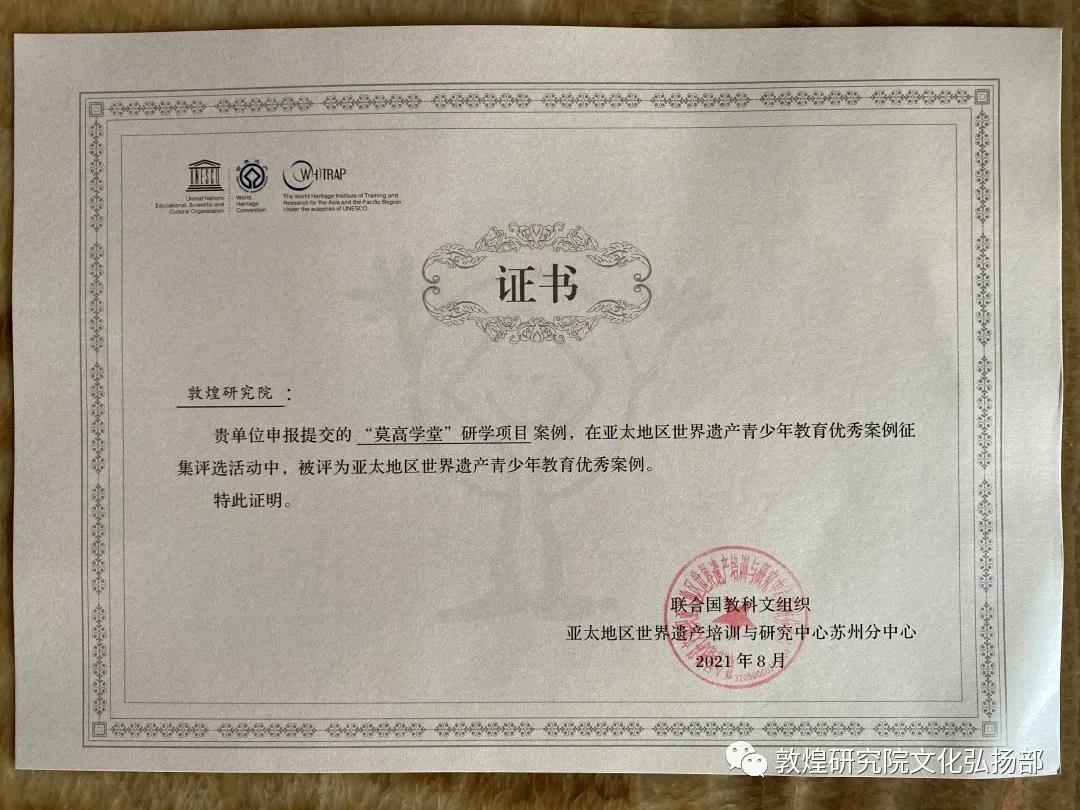 UNESCO
United Nations
Educational, Scientific and
Cultural Organization
World
Heritage
Convention
WHITRAP
The World Heritage Institute of Training and
Research for the Asia and the Pacific Region
Under the auspices of UNESCO
证书
敦煌研究院：
贵单位申报提交的“莫高学堂”研学项目案例，在亚太地区世界遗产青少年教育优秀案例征
集评选活动中，被评为亚太地区世界遗产青少年教育优秀案例。
特此证明。
联合国教科文组织
亚太地区世界遗产培训与研究中心苏州分中心
2021年8月
敦煌研究院文化弘扬部